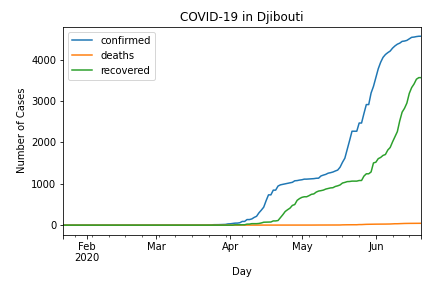 COVID-19 in Djibouti
confirmed
deaths
recovered
Number of Cases
4000
3000
2000
1000
0
Feb
2020
Mar
Apr
May
Jun
Day